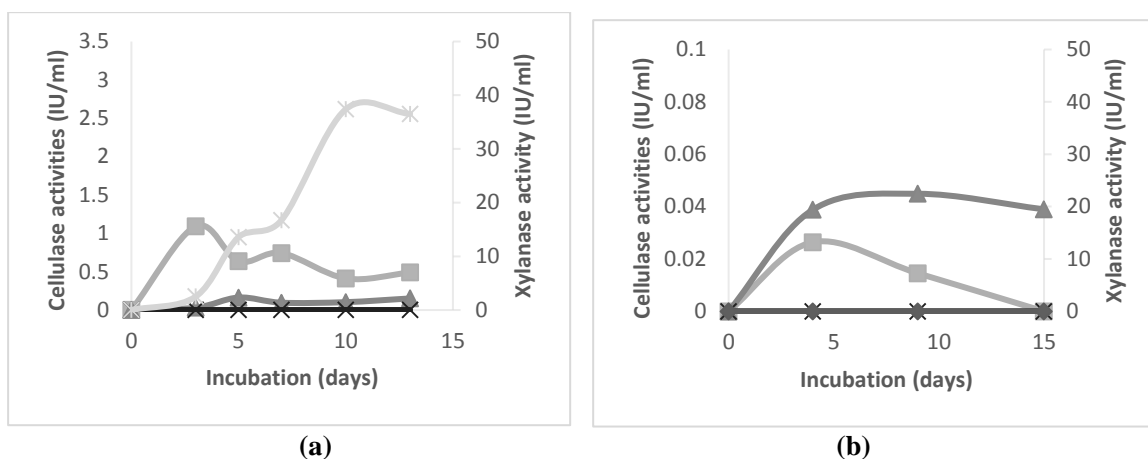 3.5
3
2.5
2
1.5
1
0.5
0
Cellulase activities (IU/ml)
50
40
30
20
10
0
Xylanase activity (IU/ml)
0 5 10 15
Incubation (days)
(a)
0.1
0.08
0.06
0.04
0.02
0
Cellulase activities (IU/ml)
50
40
30
20
10
0
Xylanase activity (IU/ml)
0 5 10 15
Incubation (days)
(b)